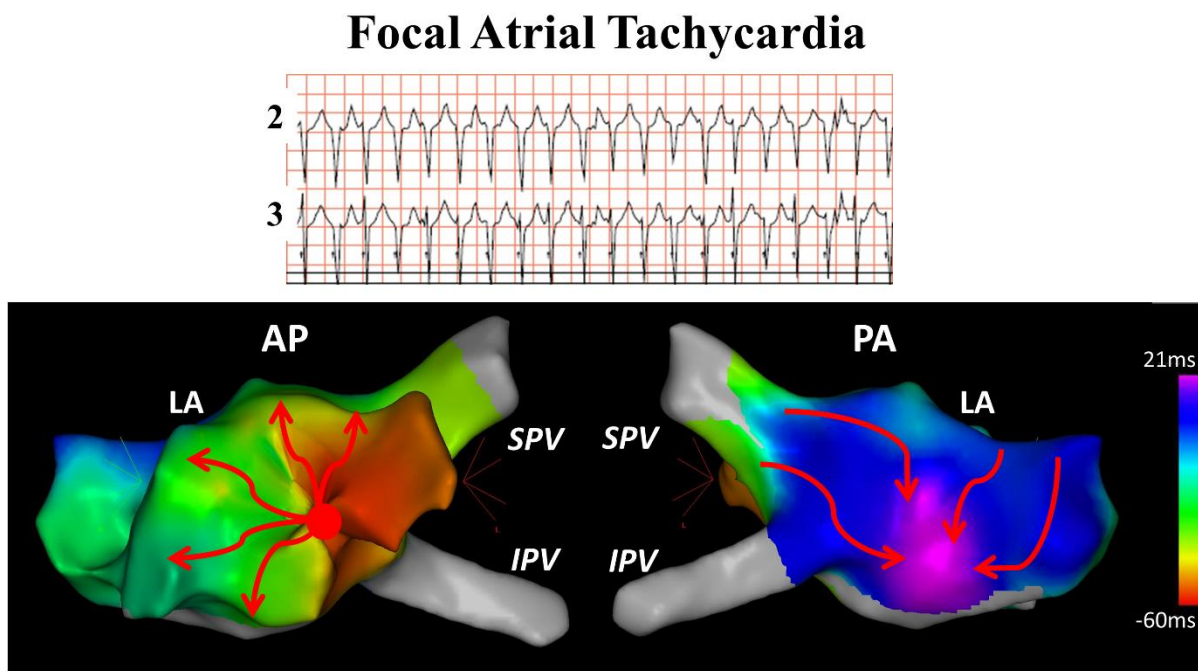 Focal Atrial Tachycardia
2
3
AP
PA
21ms
LA
LA
SPV
SPV
IPV
IPV
-60ms